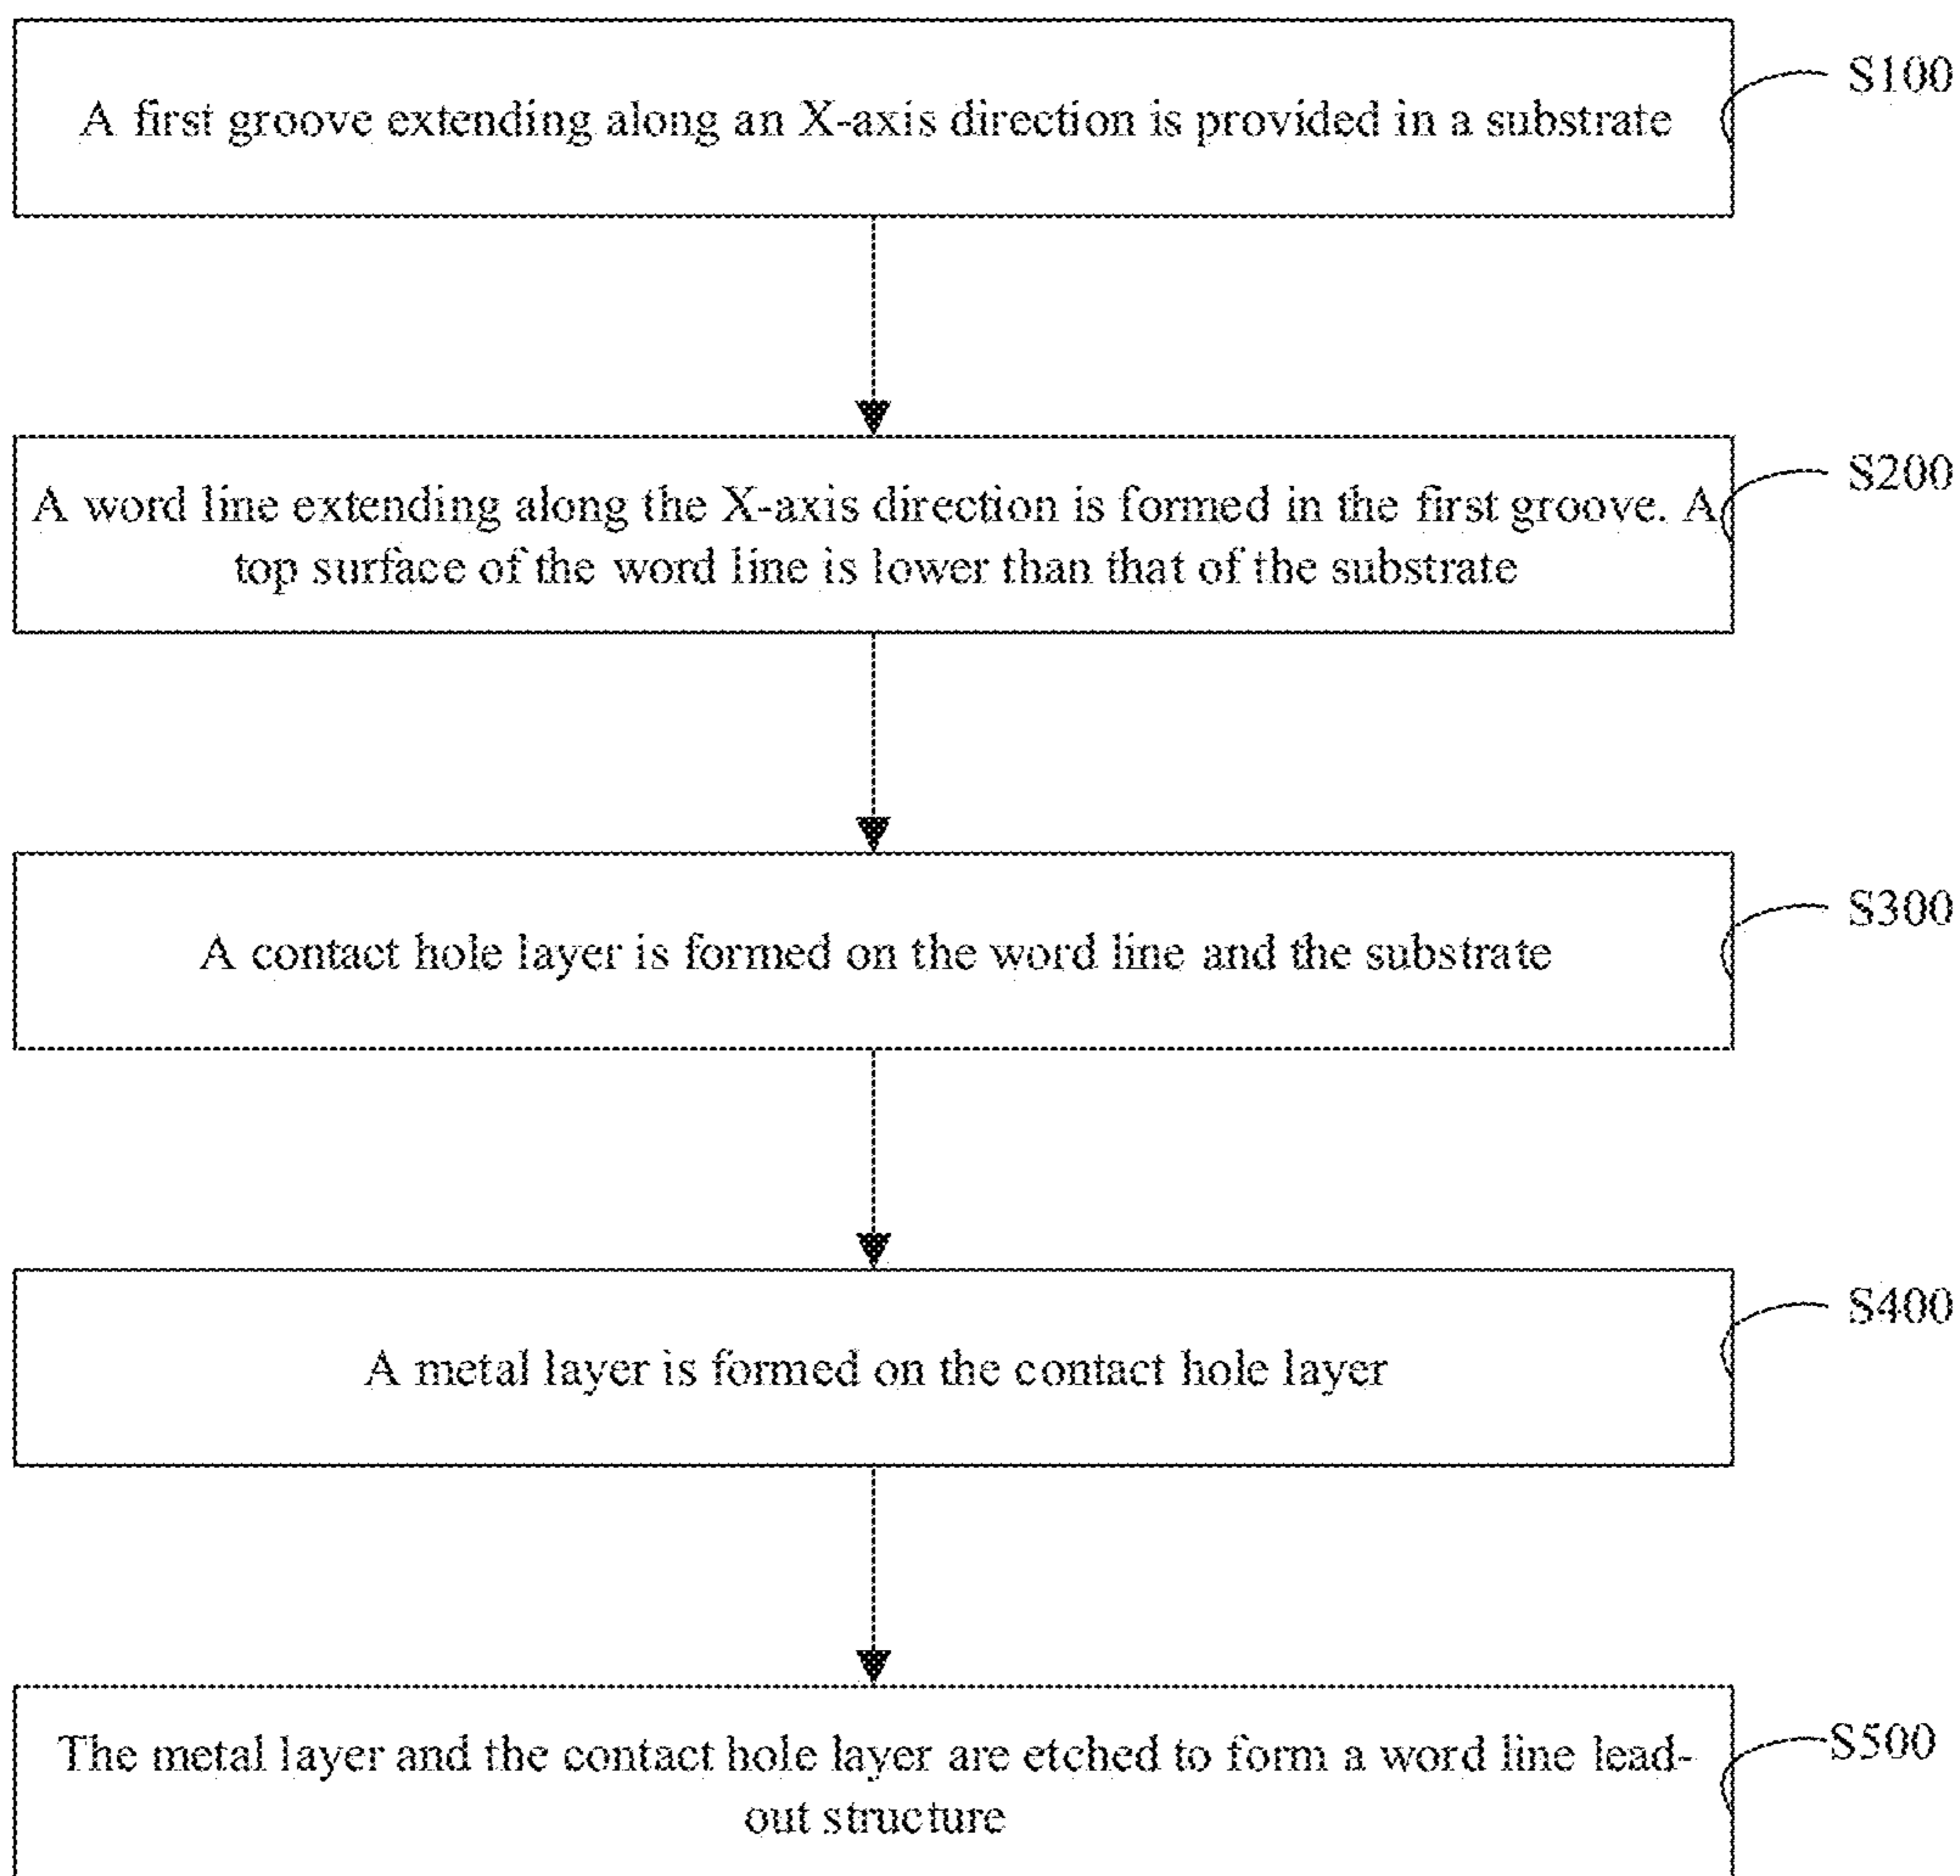 A first groove extending along an X-axis direction is provided in a substrate
S100
A word line extending along the X-axis direction is formed in the first groove. A
top surface of the word line is lower than that of the substrate
S200
A contact hole layer is formed on the word line and the substrate
S300
A metal layer is formed on the contact hole layer
S400
The metal layer and the contact hole layer are etched to form a word line lead-
out structure
S500